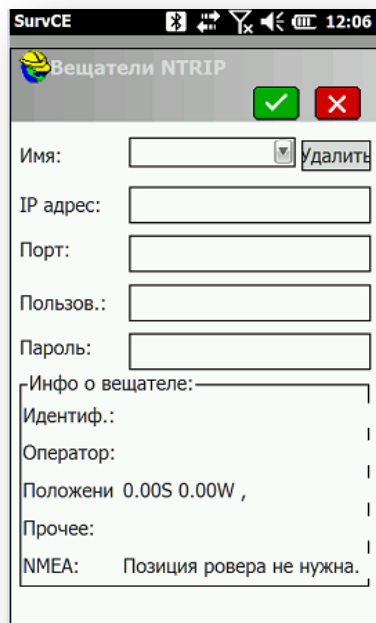 SurvCE 12:06
Вещатели NTRIP
Имя: Удалить
IP адрес:
Порт:
Пользов.:
Пароль:
Инфо о вещателе:
Идентиф.:
Оператор:
Положени 0.00S 0.00W ,
Прочее:
NMEA: Позиция ровера не нужна.